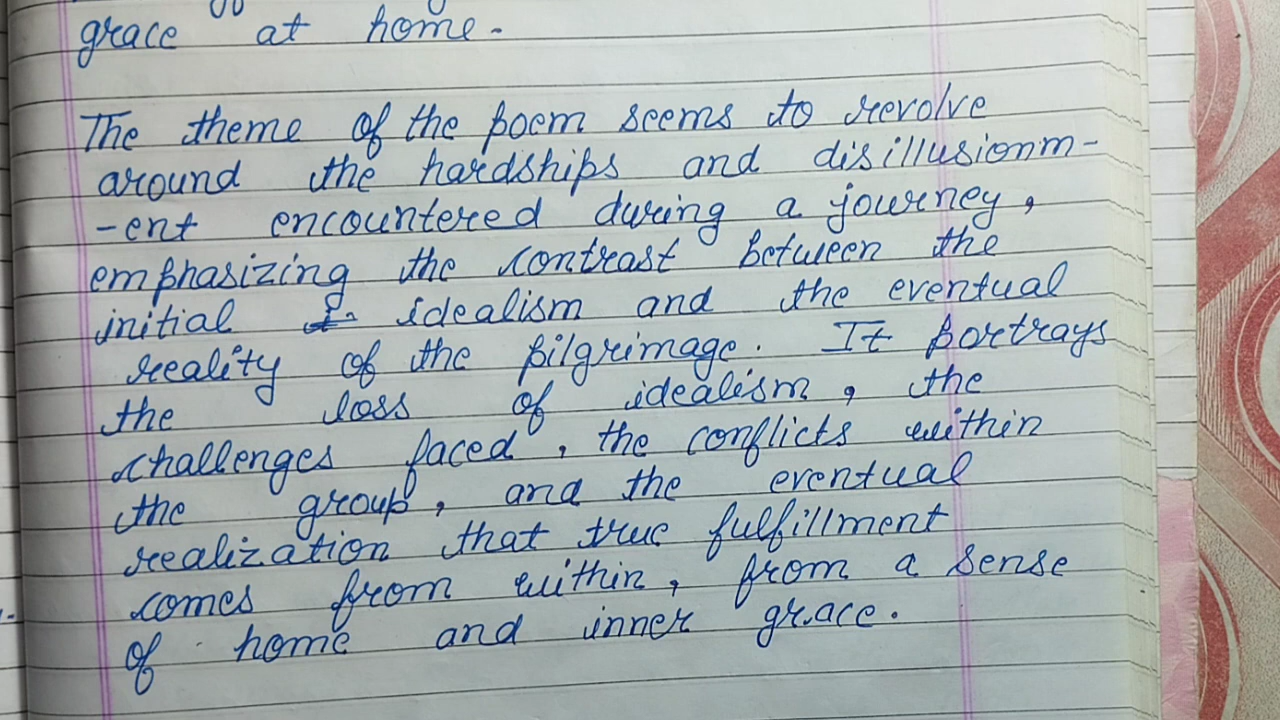 grace at home.
The theme of the poem seems to revolve
around the hardships and disillusionm-
-ent encountered during a journey,
emphasizing the contrast between the
initial idealism and the eventual
reality of the pilgrimage. It portrays
the loss of idealism, the
challenges faced, the conflicts within
the group, and the eventual
realization that true fulfillment
comes from within, from a sense
of home and inner grace.